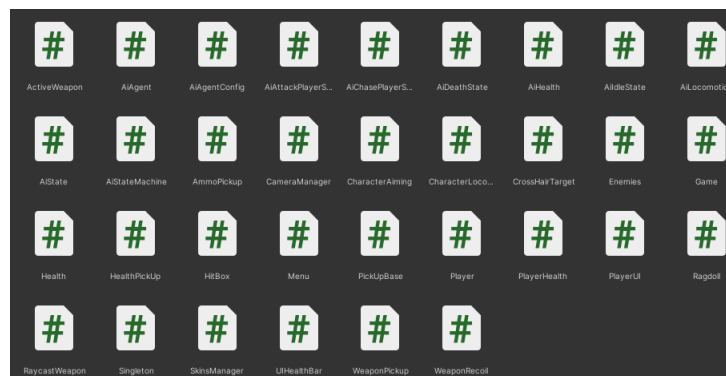 ActiveWeapon AiAgent AiAgentConfig AiAttackPlayerS... AiChasePlayerS... AiDeathState AiHealth AiIdleState AiLocomotio
AiState AiStateMachine AmmoPickup CameraManager CharacterAiming CharacterLoco... CrossHairTarget Enemies Game
Health HealthPickUp HitBox Menu PickUpBase Player PlayerHealth PlayerUI Ragdoll
RaycastWeapon Singleton SkinsManager UIHealthBar WeaponPickup WeaponRecoil